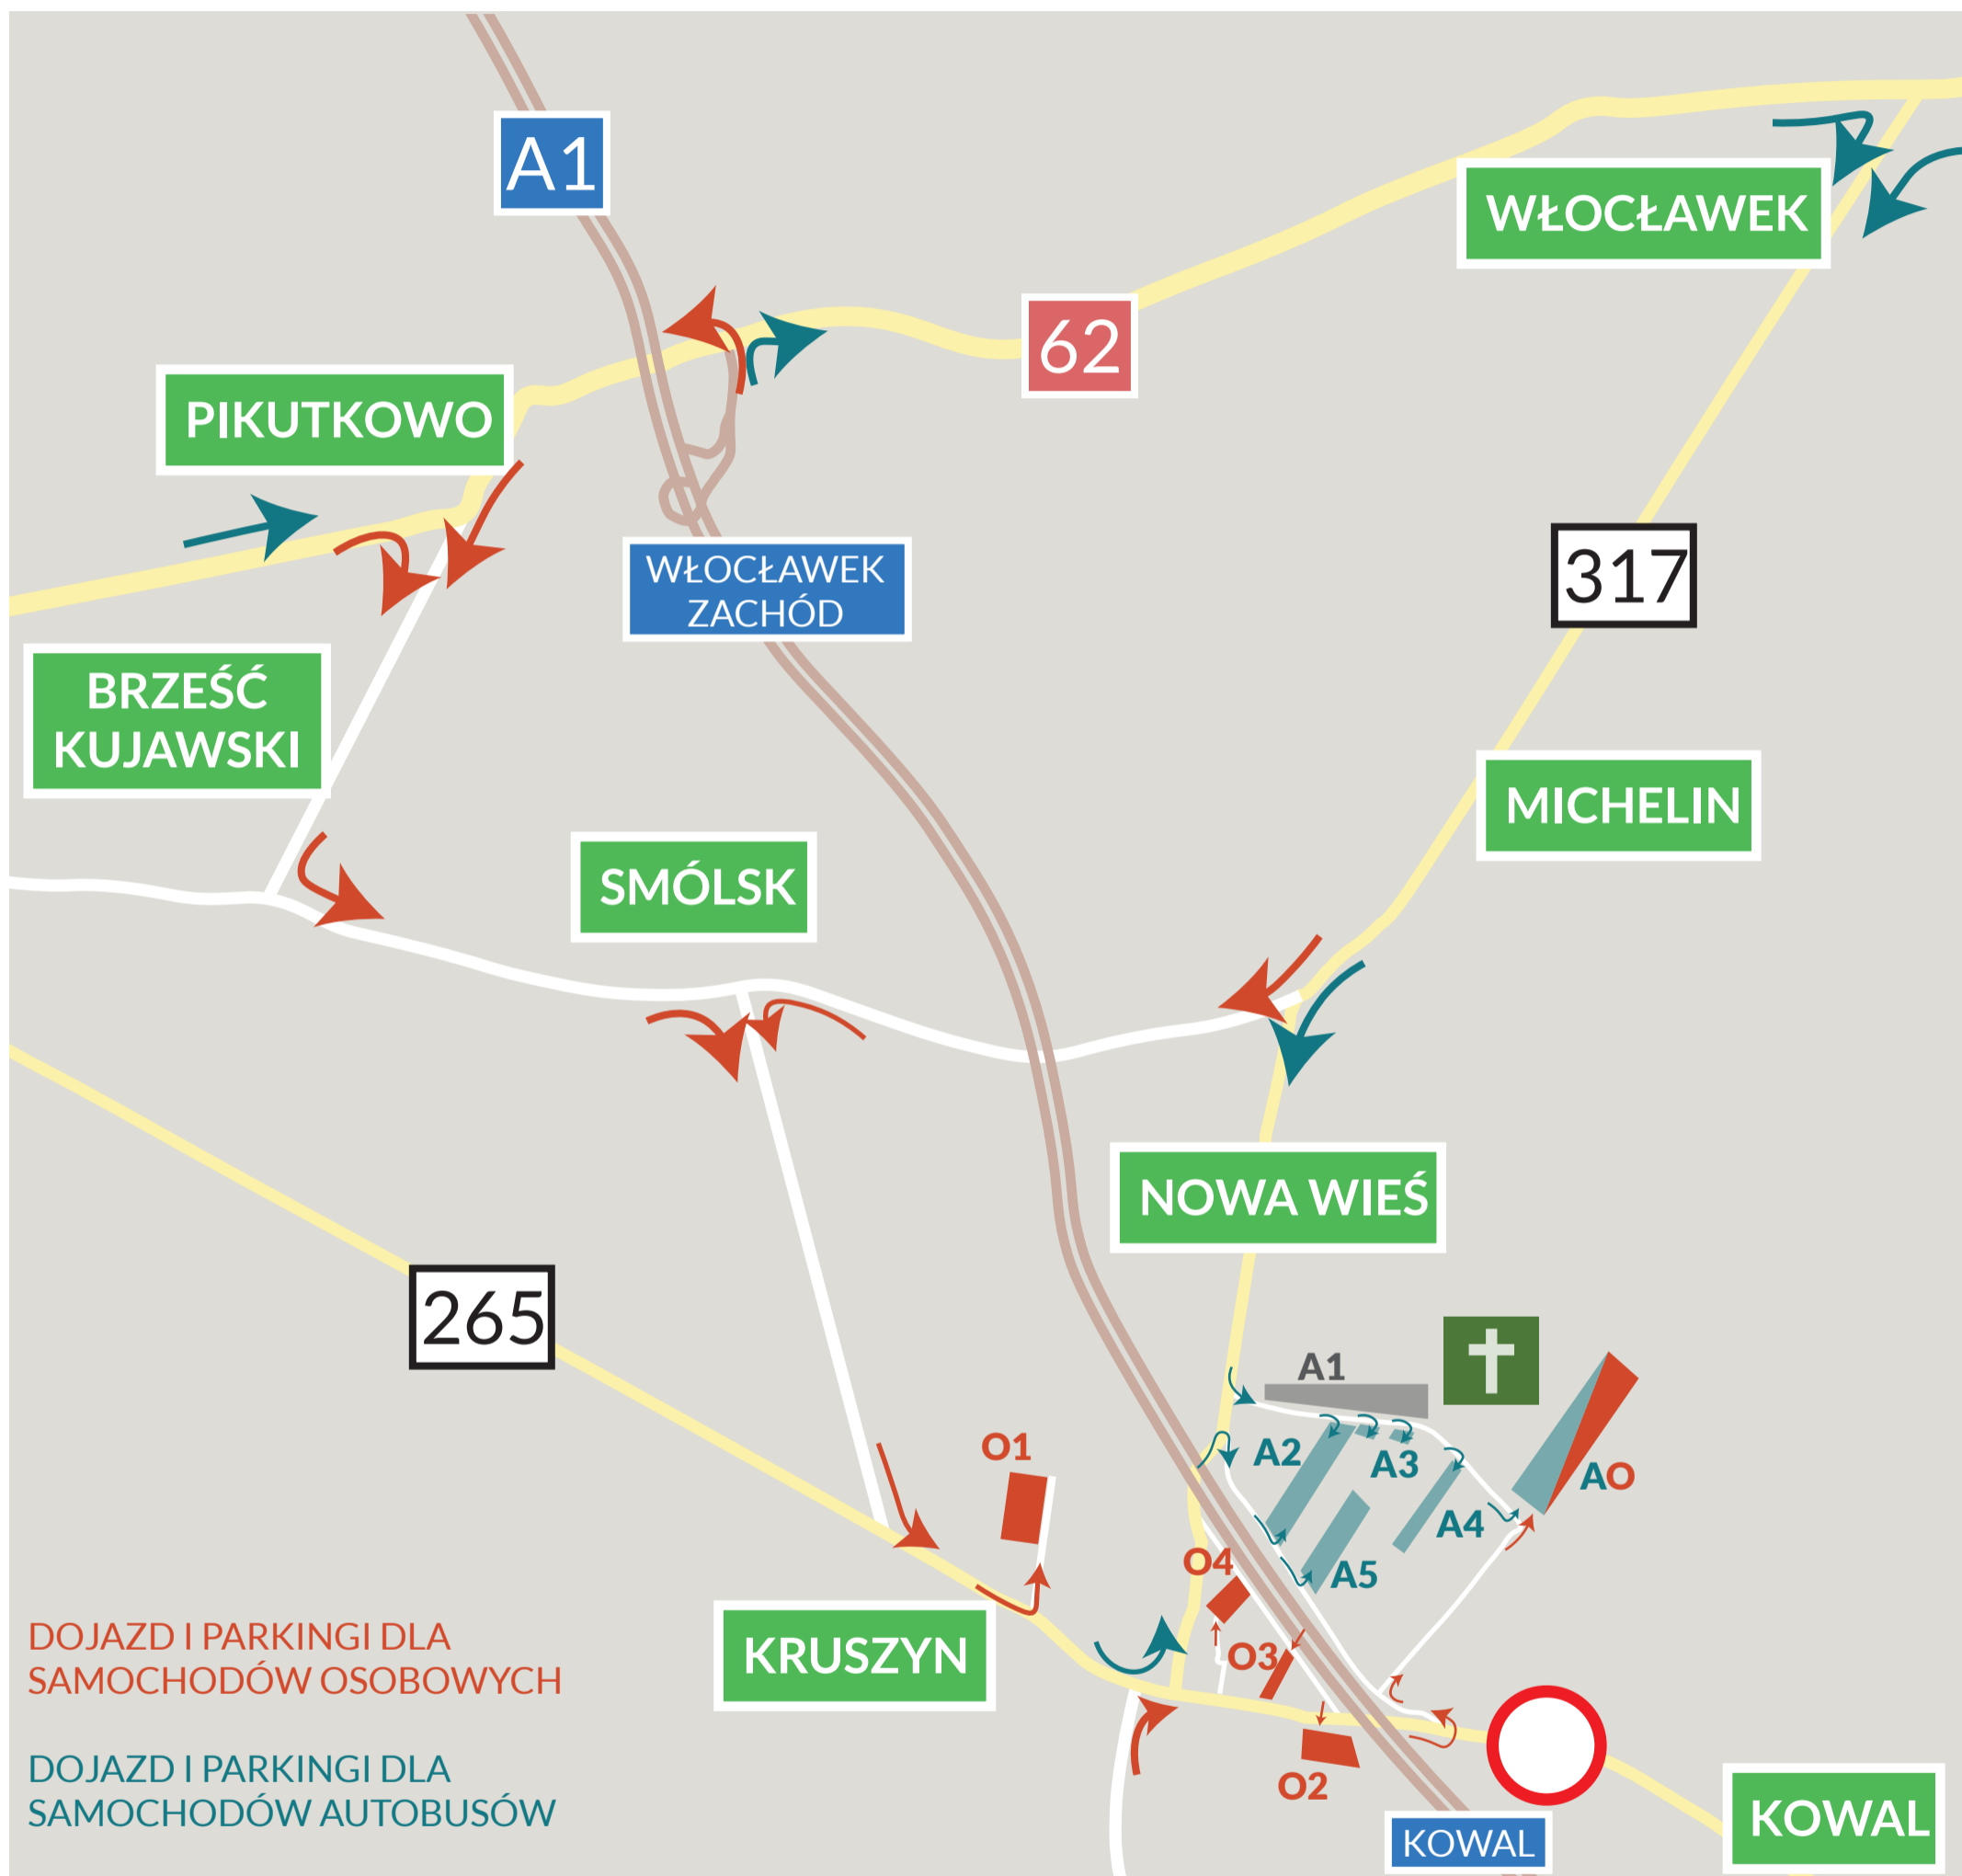 A1
WŁOCŁAWEK
62
PIKUTKOWO
WŁOCŁAWEK
ZACHÓD
317
BRZEŚĆ
KUJAWSKI
MICHELIN
SMÓLSK
NOWA WIEŚ
265
A1
O1
A2
A3
AO
A4
O4
A5
KRUSZYN
O3
DOJAZD I PARKINGI DLA
SAMOCHODÓW OSOBOWYCH
O2
DOJAZD I PARKINGI DLA
SAMOCHODÓW AUTOBUSÓW
KOWAL
KOWAL